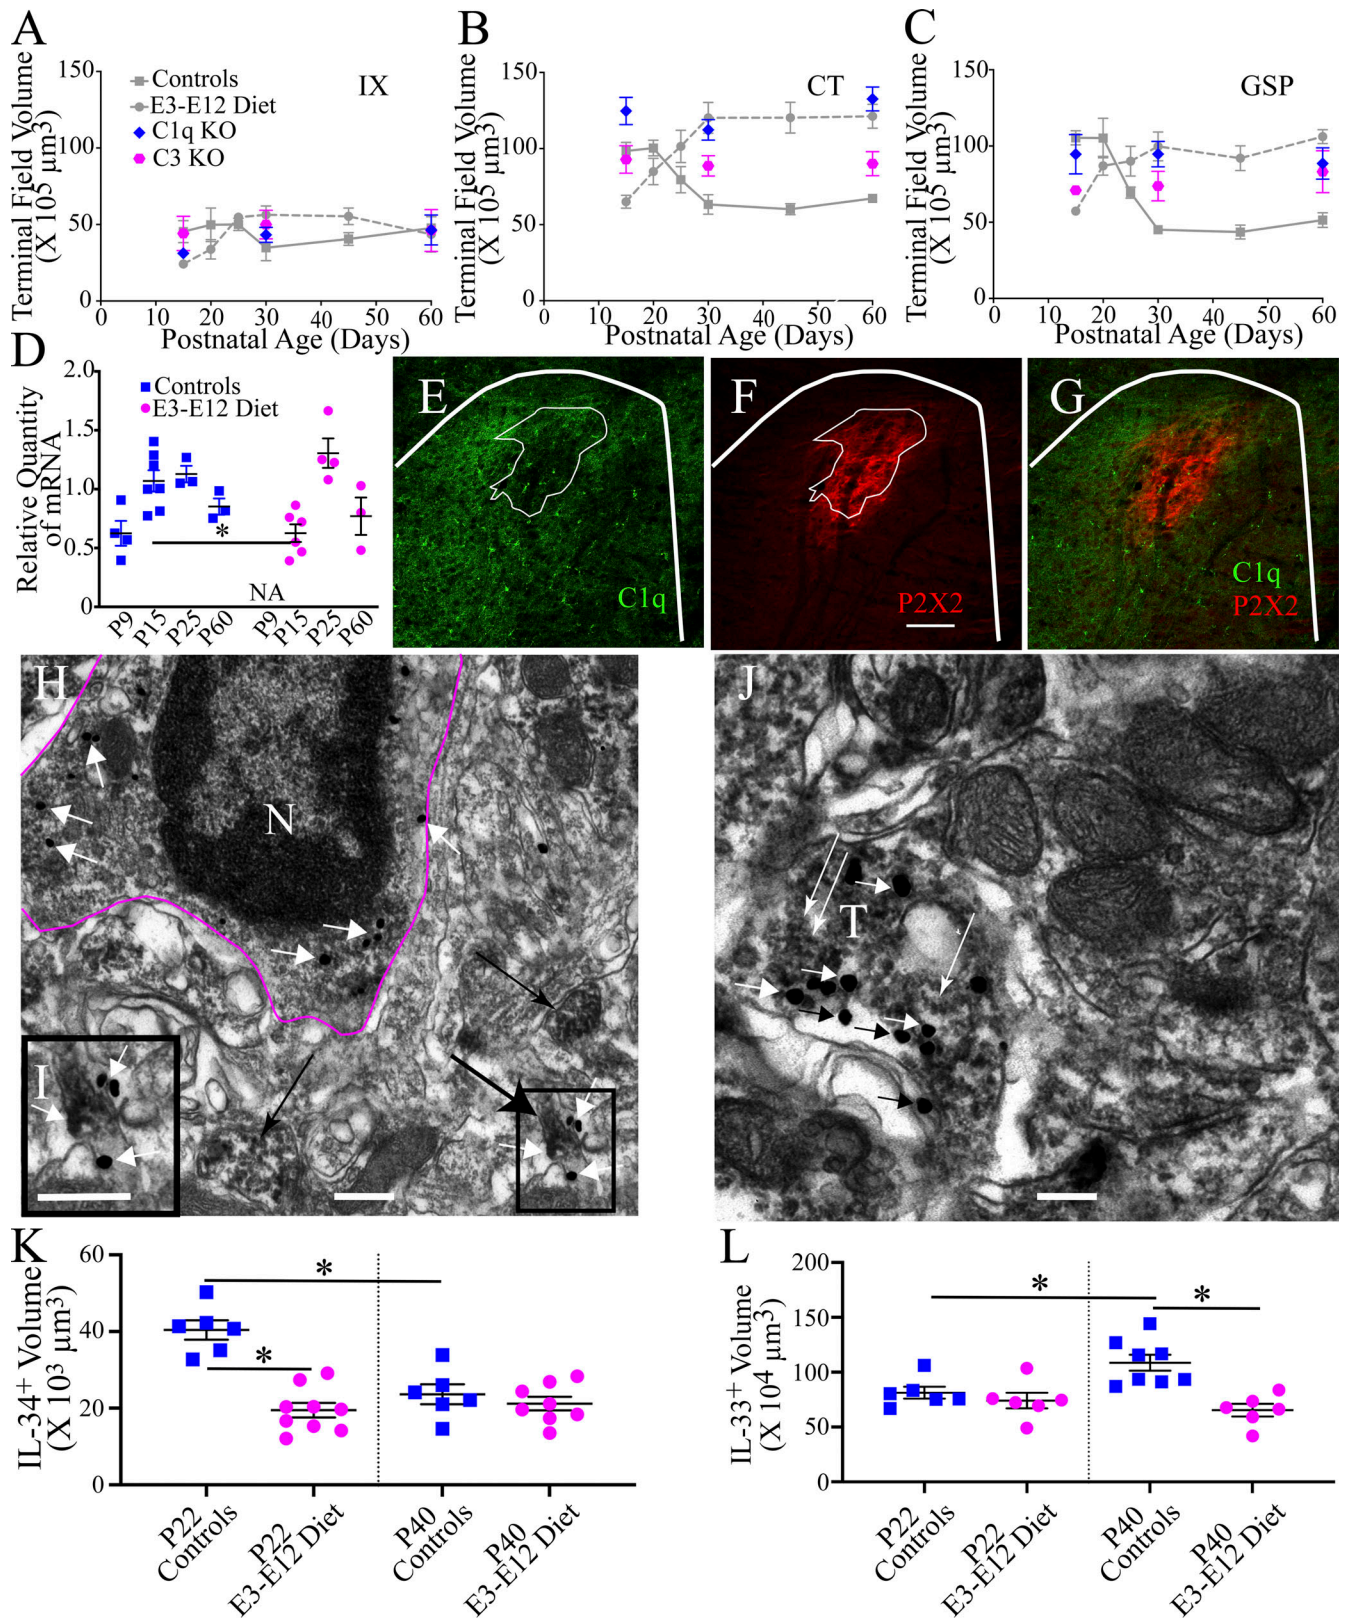 A
Terminal Field Volume
(X 105 µm3)
150
100
50
0
Controls
E3-E12 Diet
C1q KO
C3 KO
IX
0 10 20 30 40 50 60
Postnatal Age (Days)
B
Terminal Field Volume
(X 105 µm3)
150
100
50
0
CT
0 10 20 30 40 50 60
Postnatal Age (Days)
C
Terminal Field Volume
(X 105 µm3)
150
100
50
0
GSP
0 10 20 30 40 50 60
Postnatal Age (Days)
D
Relative Quantity
of mRNA
2.0
1.5
1.0
0.5
0
Controls
E3-E12 Diet
*
NA
P9 P15 P25 P60 P9 P15 P25 P60
E
C1q
F
P2X2
G
C1q
P2X2
H
N
I
J
T
K
IL-34+ Volume
(X 103 µm3)
60
40
20
0
*
*
P22
Controls
P22
E3-E12 Diet
P40
Controls
P40
E3-E12 Diet
L
IL-33+ Volume
(X 104 µm3)
200
150
100
50
0
*
*
P22
Controls
P22
E3-E12 Diet
P40
Controls
P40
E3-E12 Diet